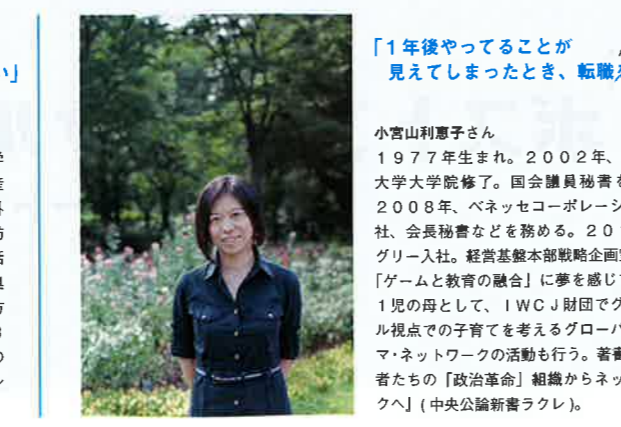 い」
「1年後やってることが
見えてしまったとき、転職
小宮山利恵子さん
1977年生まれ。2002年、
大学大学院修了。国会議員秘書を
2008年、ベネッセコーポレーシ
社、会長秘書などを務める。20
グリー入社。経営基盤本部戦略企画
「ゲームと教育の融合」に夢を感じ
1児の母として、IWCJ財団でグ
ル視点での子育てを考えるグローバ
マ・ネットワークの活動も行う。著書
者たちの『政治革命』組織からネッ
クへ』(中央公論新書ラクレ)。